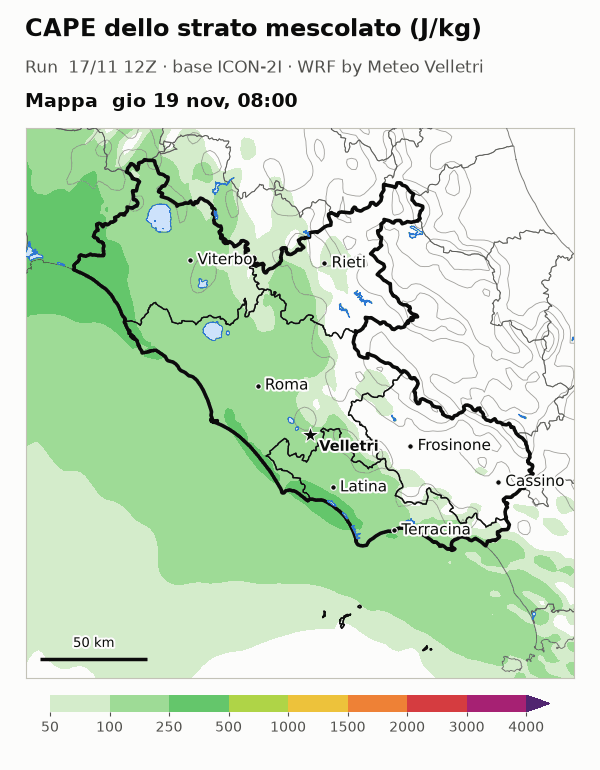 CAPE dello strato mescolato (J/kg)
Run  17/11 12Z · base ICON-2I · WRF by Meteo Velletri
Mappa  gio 19 nov, 08:00
Viterbo
Rieti
Roma
Velletri
Frosinone
Cassino
Latina
Terracina
50 km
50 100 250 500 1000 1500 2000 3000 4000